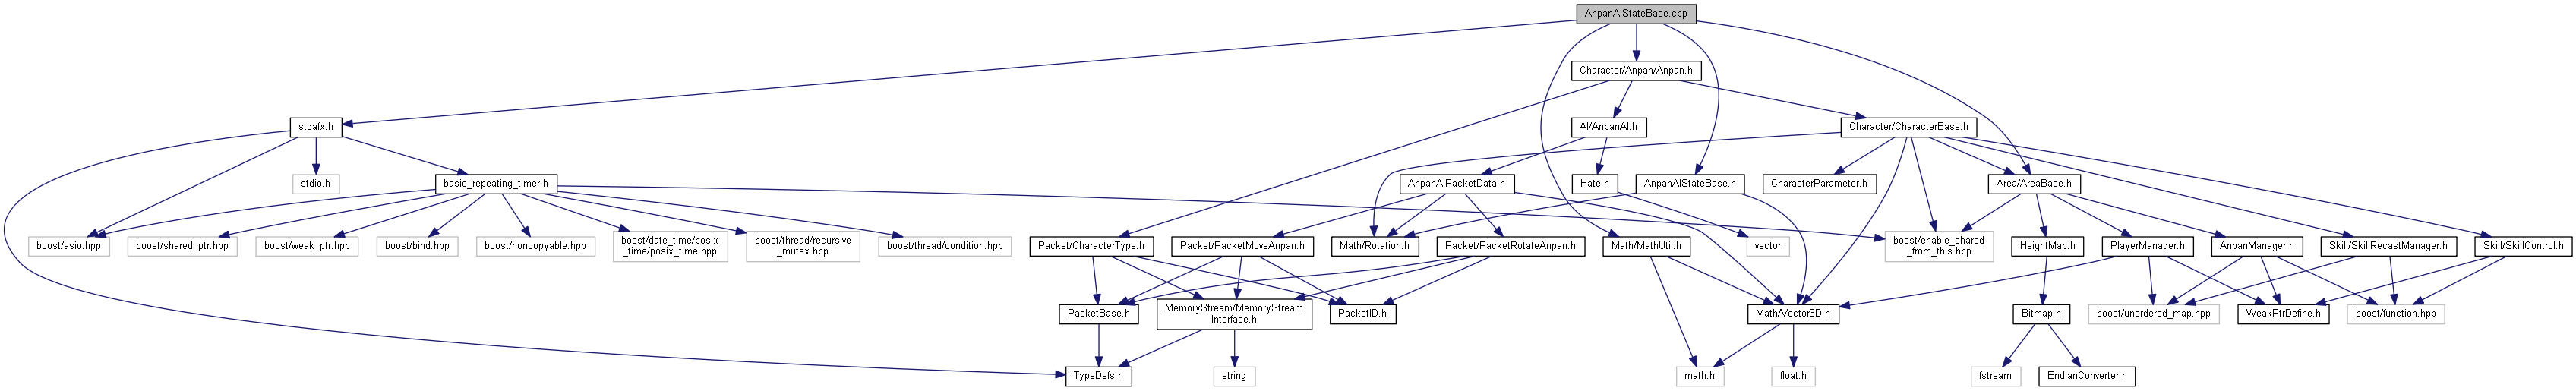 AnpanAIStateBase.cpp
Character/Anpan/Anpan.h
stdafx.h
AI/AnpanAI.h
Character/CharacterBase.h
stdio.h
basic_repeating_timer.h
AnpanAIPacketData.h
Hate.h
AnpanAIStateBase.h
CharacterParameter.h
Area/AreaBase.h
boost/asio.hpp
boost/shared_ptr.hpp
boost/weak_ptr.hpp
boost/bind.hpp
boost/noncopyable.hpp
boost/date_time/posix
_time/posix_time.hpp
boost/thread/recursive
_mutex.hpp
boost/thread/condition.hpp
Packet/CharacterType.h
Packet/PacketMoveAnpan.h
Math/Rotation.h
Packet/PacketRotateAnpan.h
Math/MathUtil.h
vector
boost/enable_shared
_from_this.hpp
HeightMap.h
PlayerManager.h
AnpanManager.h
Skill/SkillRecastManager.h
Skill/SkillControl.h
PacketBase.h
MemoryStream/MemoryStream
Interface.h
PacketID.h
Math/Vector3D.h
Bitmap.h
boost/unordered_map.hpp
WeakPtrDefine.h
boost/function.hpp
TypeDefs.h
string
math.h
float.h
fstream
EndianConverter.h